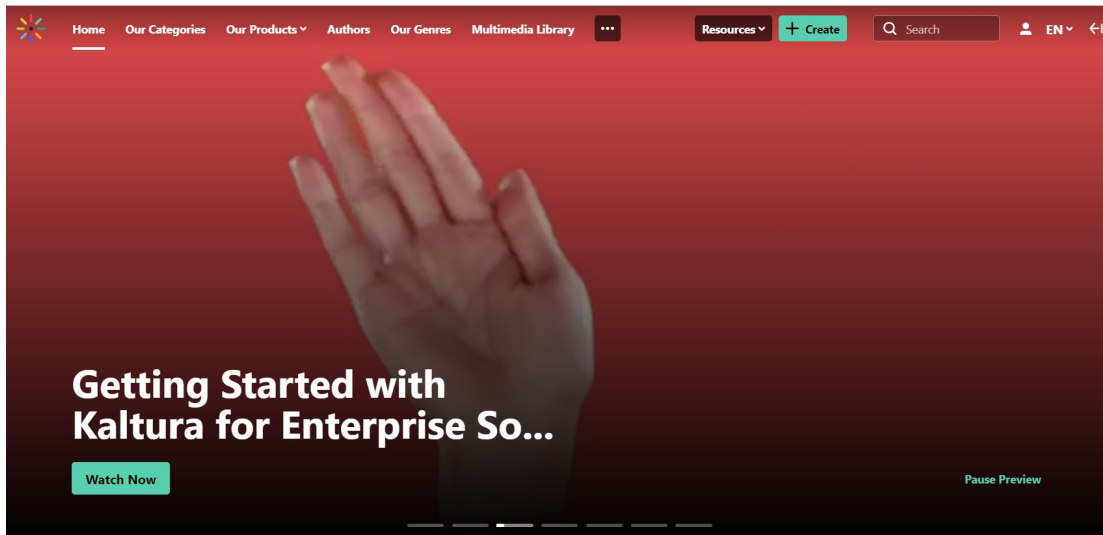 Home Our Categories Our Products Authors Our Genres Multimedia Library ••• Resources + Create Search EN
Getting Started with
Kaltura for Enterprise So...
Watch Now
Pause Preview